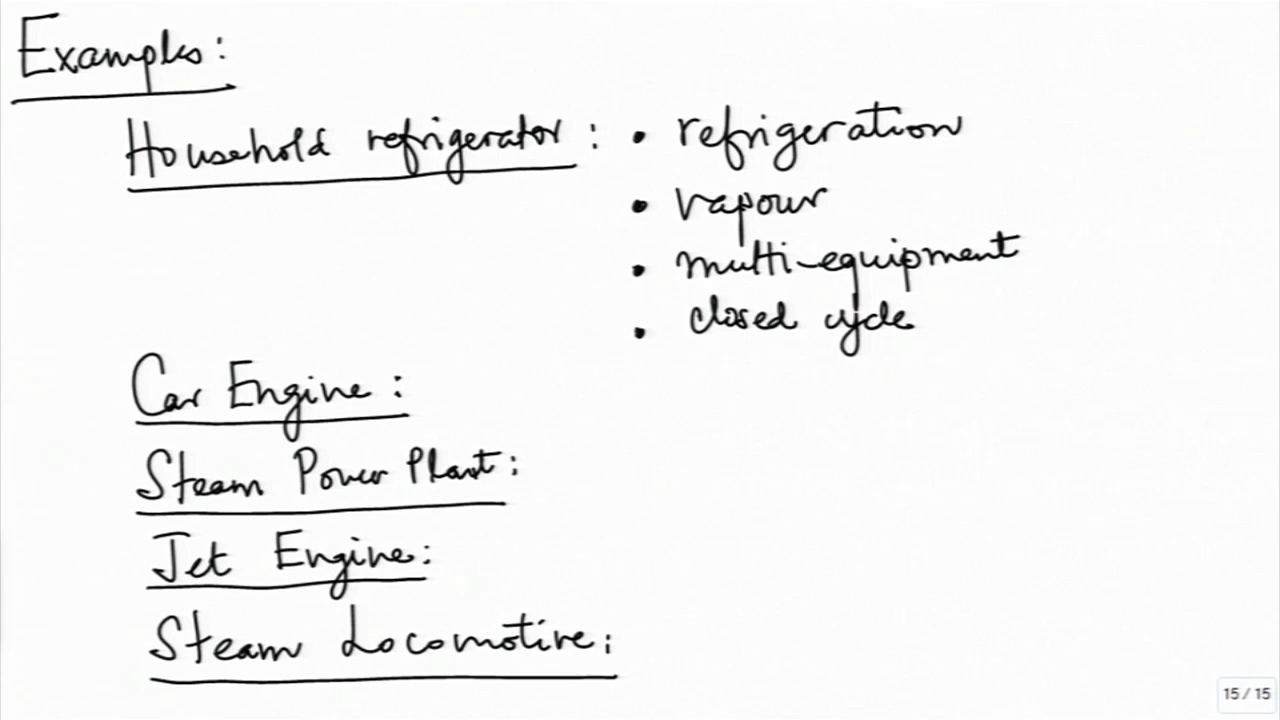 Examples:
Household refrigerator : • refrigeration
• vapour
• multi-equipment
• closed cycle
Car Engine :
Steam Power Plant :
Jet Engine :
Steam Locomotive :
15 / 15